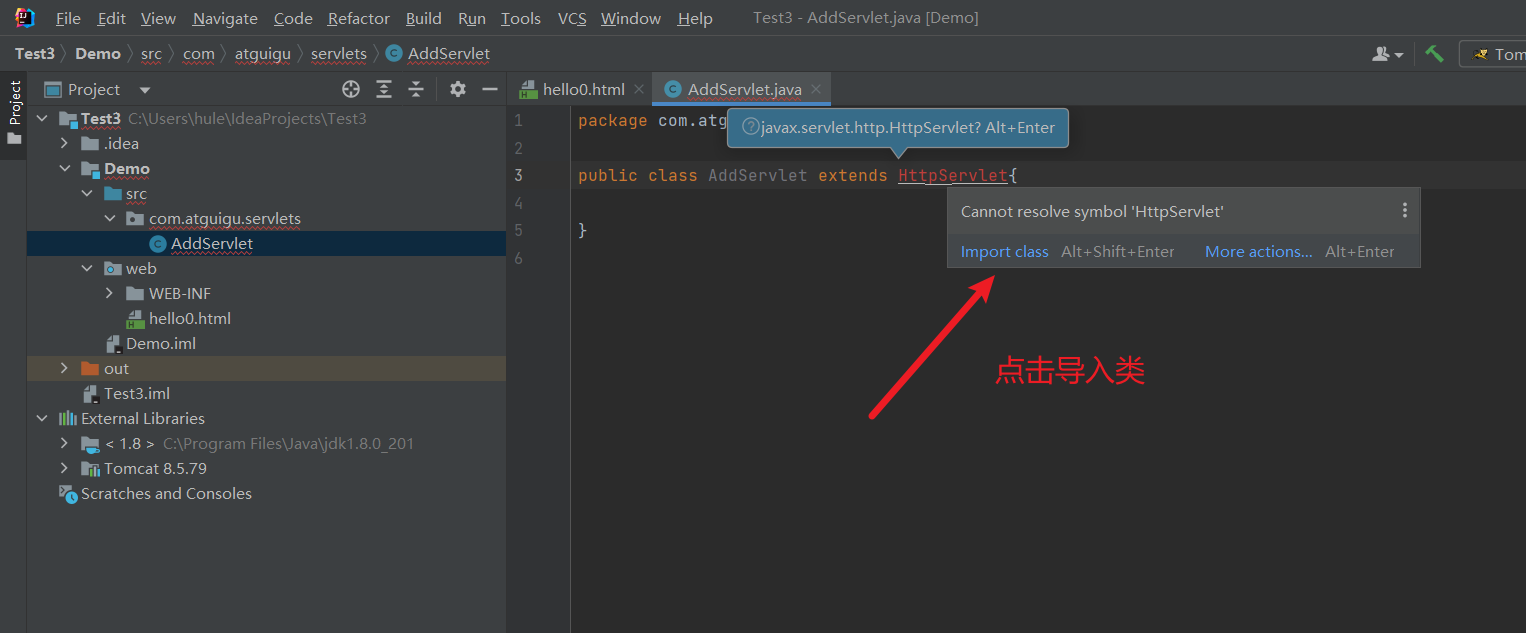 File Edit View Navigate Code Refactor Build Run Tools VCS Window Help Test3 - AddServlet.java [Demo]
Test3 Demo src com atguigu servlets AddServlet Tom
Project
Project
hello0.html AddServlet.java
Test3 C:\Users\hule\IdeaProjects\Test3
.idea
Demo
src
com.atguigu.servlets
AddServlet
web
WEB-INF
hello0.html
Demo.iml
out
Test3.iml
External Libraries
< 1.8 > C:\Program Files\Java\jdk1.8.0_201
Tomcat 8.5.79
Scratches and Consoles
1 package com.atg
javax.servlet.http.HttpServlet? Alt+Enter
2
3 public class AddServlet extends HttpServlet{
4
5 }
6
Cannot resolve symbol 'HttpServlet'
Import class Alt+Shift+Enter More actions... Alt+Enter
点击导入类